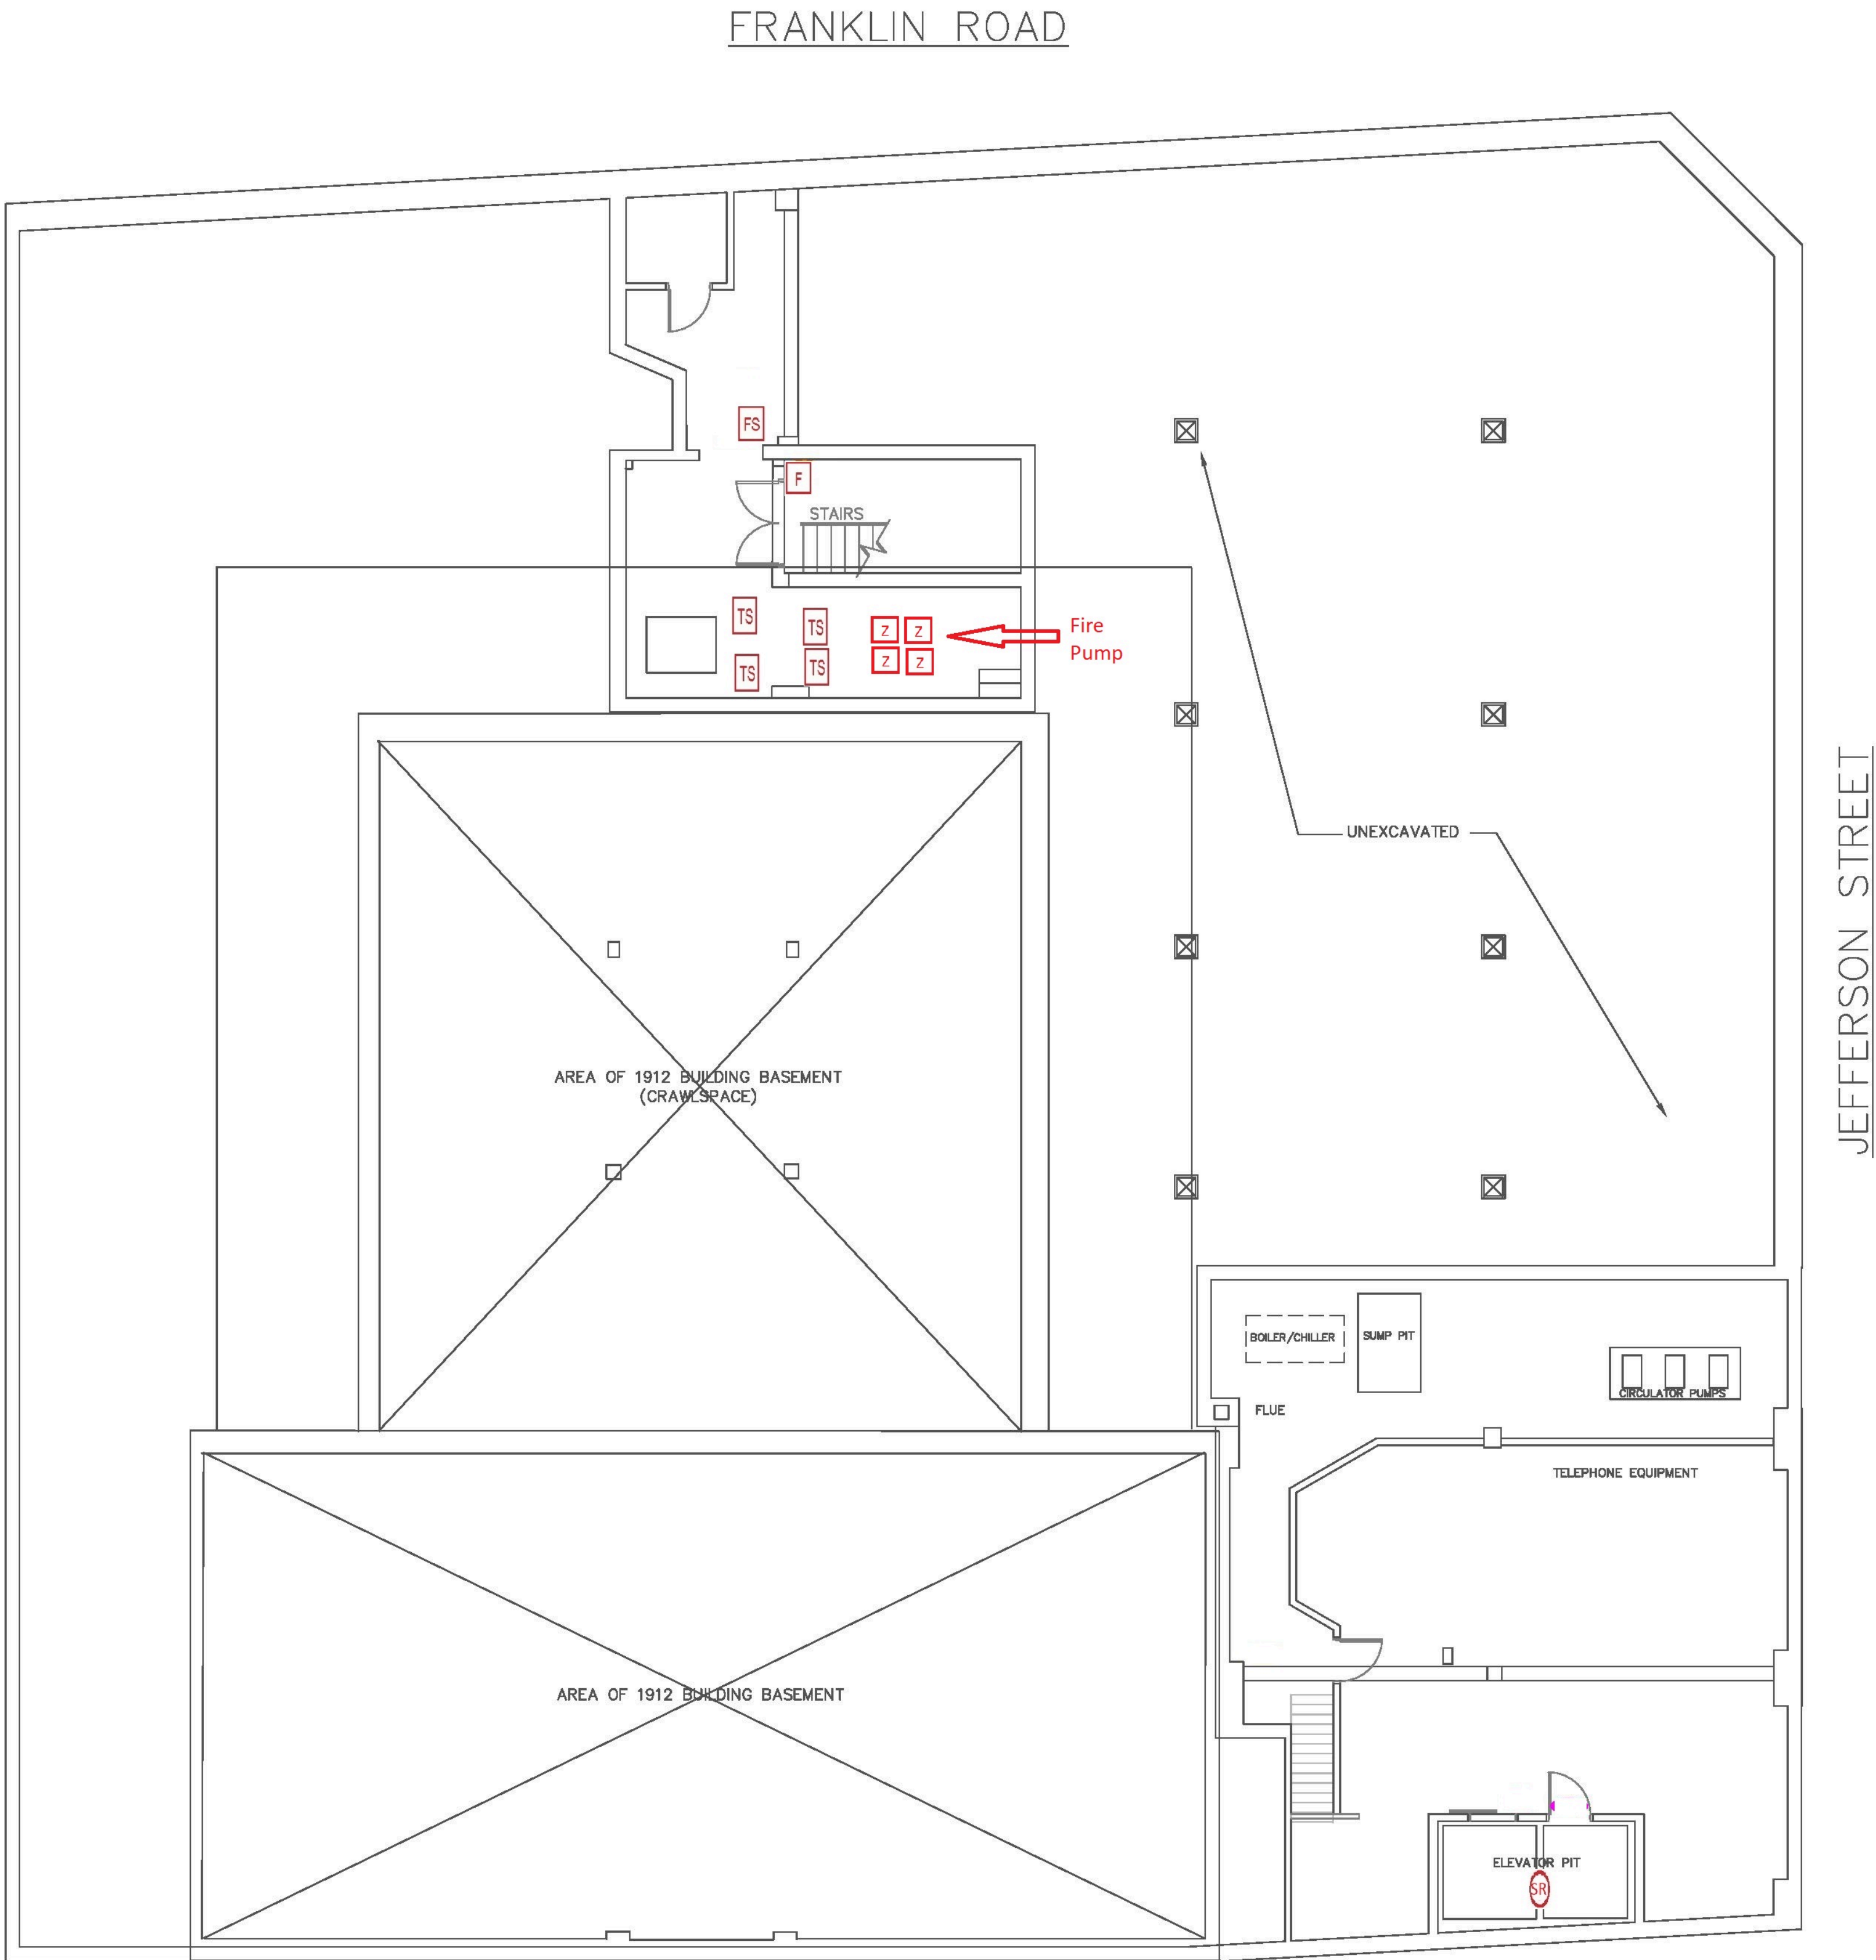 FRANKLIN ROAD
FS
F
STAIRS
TS
TS
Z
Z
Fire
Pump
TS
TS
Z
Z
UNEXCAVATED
JEFFERSON STREET
AREA OF 1912 BUILDING BASEMENT
(CRAWLSPACE)
BOILER/CHILLER
SUMP PIT
CIRCULATOR PUMPS
FLUE
TELEPHONE EQUIPMENT
AREA OF 1912 BUILDING BASEMENT
ELEVATOR PIT
SR